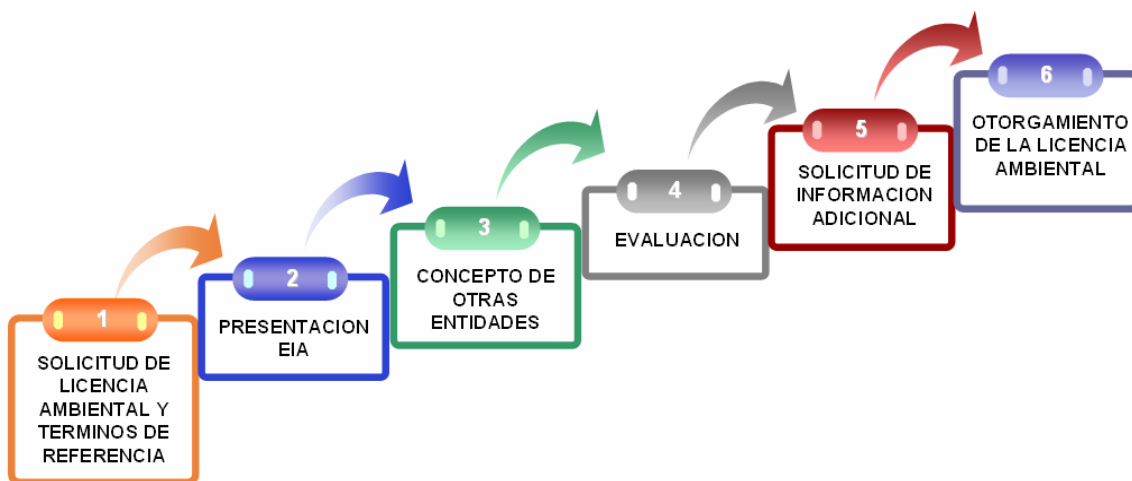 1
SOLICITUD DE
LICENCIA
AMBIENTAL Y
TERMINOS DE
REFERENCIA
2
PRESENTACION
EIA
3
CONCEPTO DE
OTRAS
ENTIDADES
4
EVALUACION
5
SOLICITUD DE
INFORMACION
ADICIONAL
6
OTORGAMIENTO
DE LA LICENCIA
AMBIENTAL